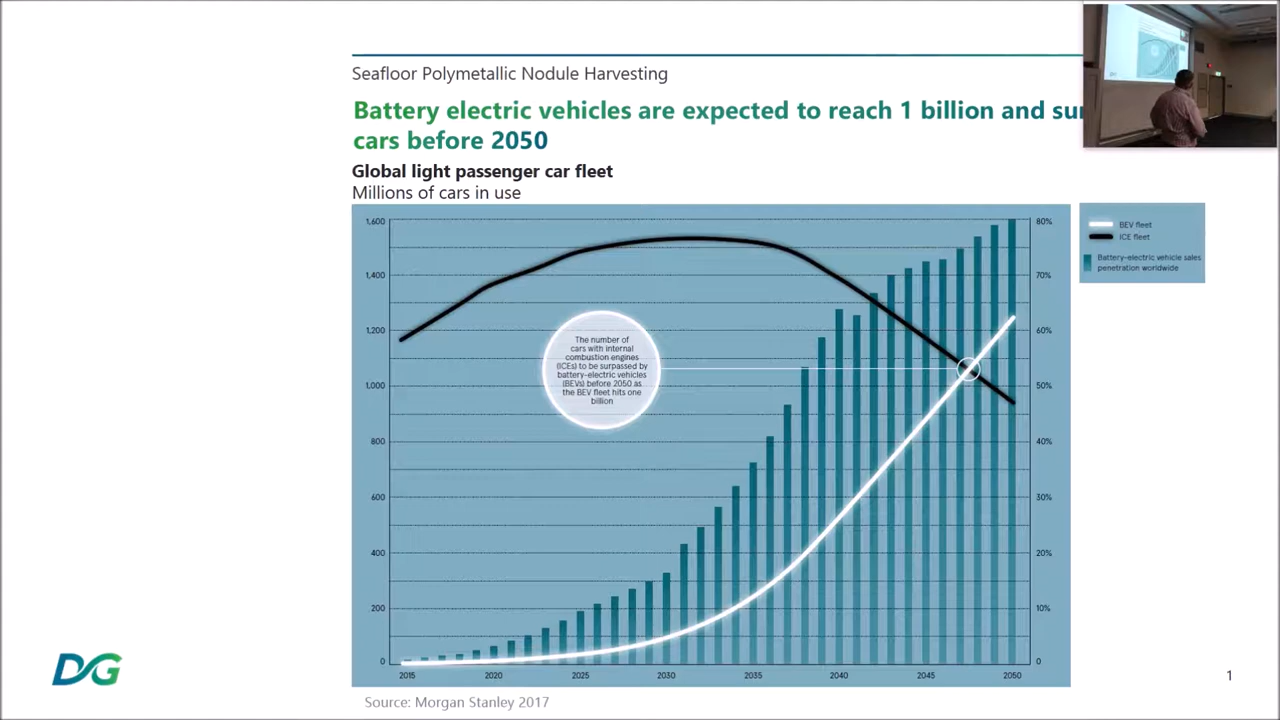 Seafloor Polymetallic Nodule Harvesting
Battery electric vehicles are expected to reach 1 billion and
cars before 2050
Global light passenger car fleet
Millions of cars in use
1,600
1,400
1,200
1,000
800
600
400
200
0
80%
70%
60%
50%
40%
30%
20%
10%
0
BEV fleet
ICE fleet
Battery-electric vehicle sales
penetration worldwide
The number of
cars with internal
combustion engines
(ICEs) to be surpassed by
battery-electric vehicles
(BEVs) before 2050 as
the BEV fleet hits one
billion
2015 2020 2025 2030 2035 2040 2045 2050
Source: Morgan Stanley 2017
DG
1